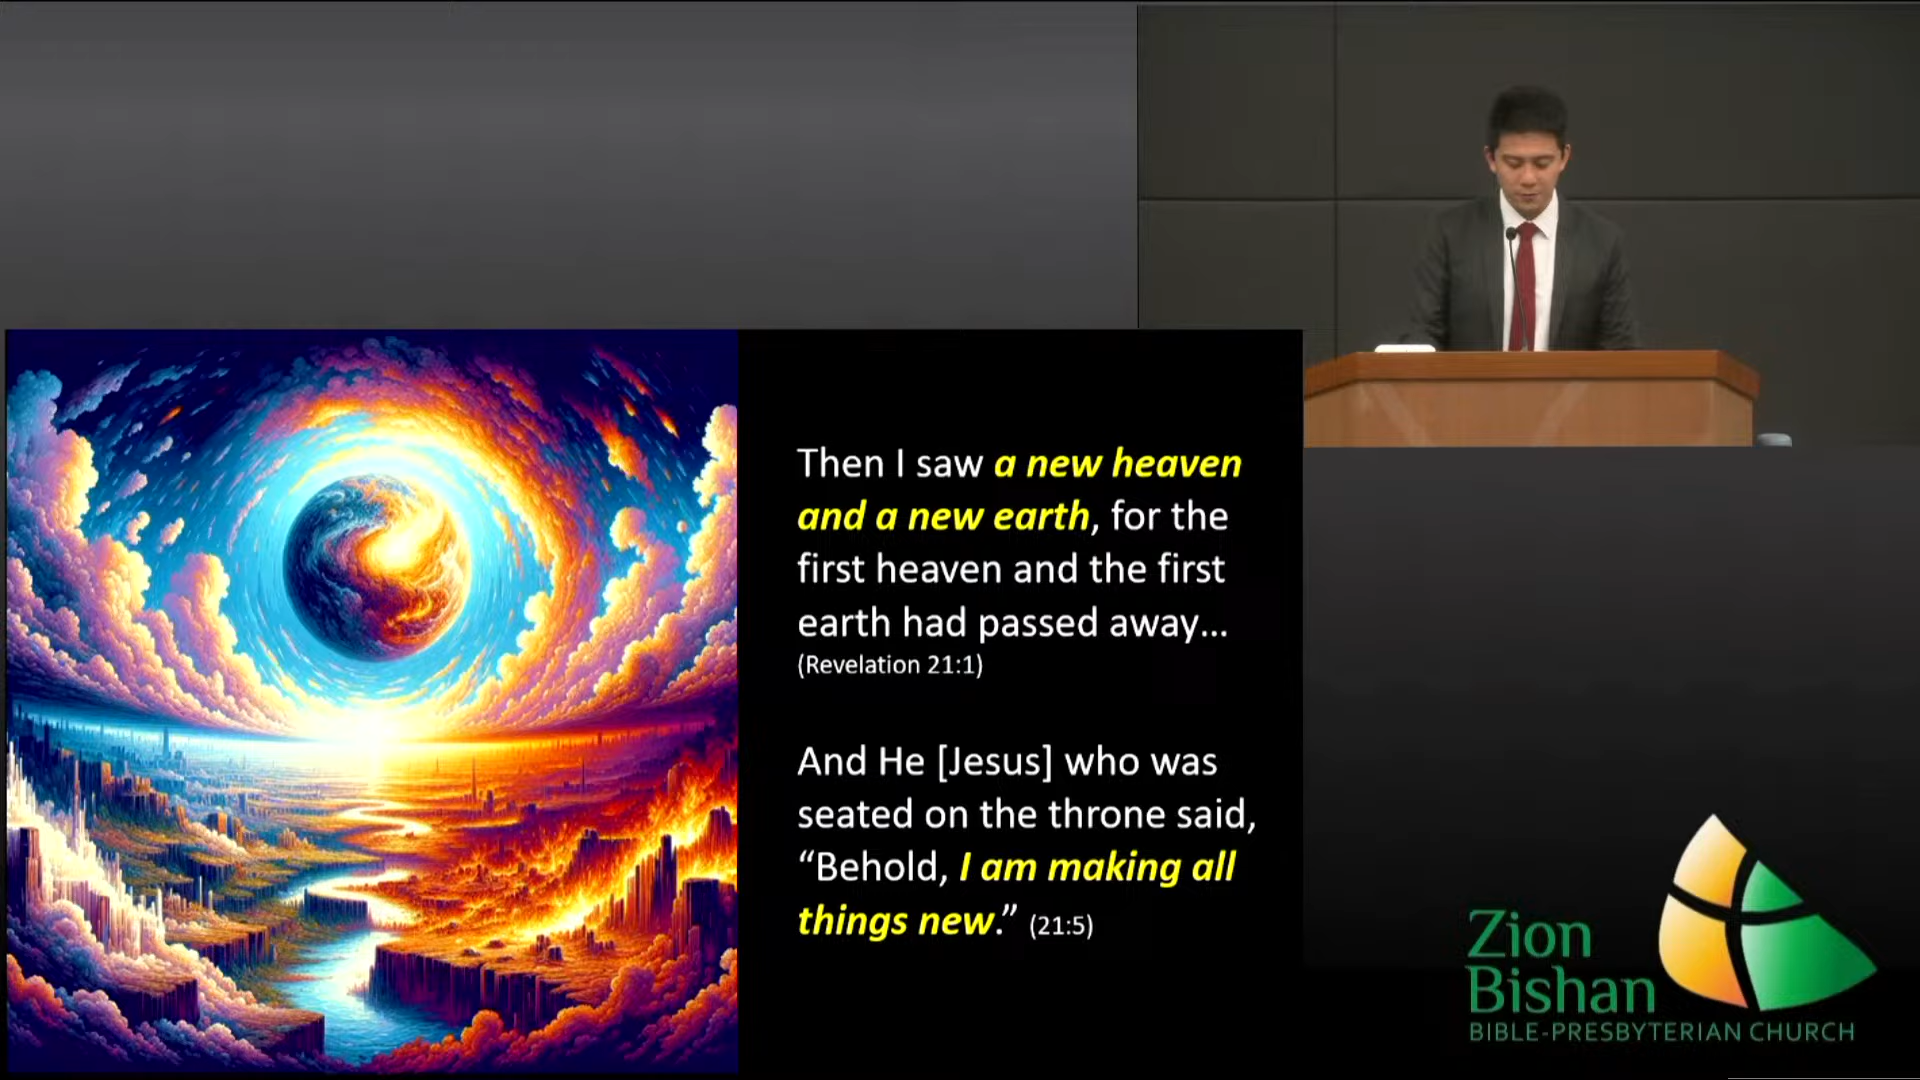 Then I saw a new heaven
and a new earth, for the
first heaven and the first
earth had passed away...
(Revelation 21:1)
And He [Jesus] who was
seated on the throne said,
“Behold, I am making all
things new.” (21:5)
Zion
Bishan
BIBLE-PRESBYTERIAN CHURCH